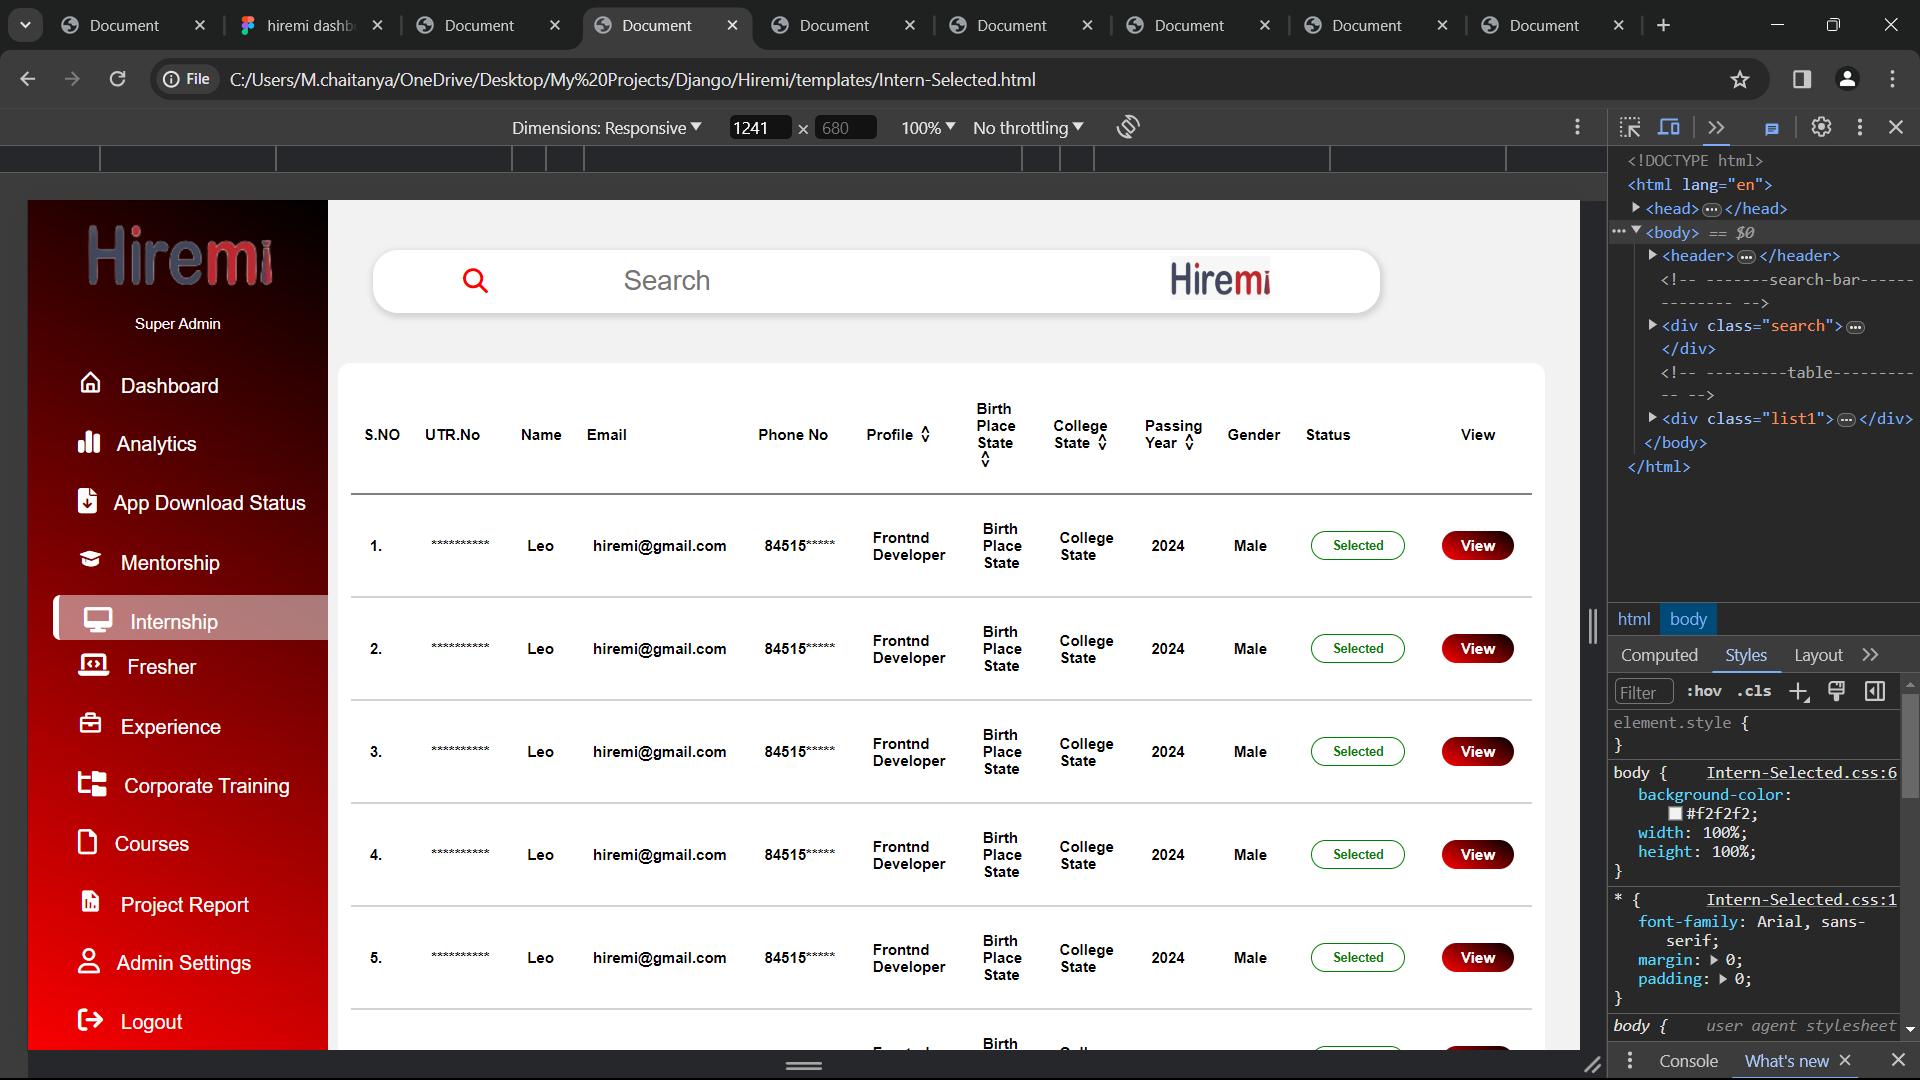 Document
hiremi dashb
Document
Document
Document
Document
Document
Document
Document
File
C:/Users/M.chaitanya/OneDrive/Desktop/My%20Projects/Django/Hiremi/templates/Intern-Selected.html
Dimensions: Responsive
1241 × 680
100%
No throttling
Hiremi
Super Admin
Dashboard
Analytics
App Download Status
Mentorship
Internship
Fresher
Experience
Corporate Training
Courses
Project Report
Admin Settings
Logout
Search
Hiremi
S.NO UTR.No Name Email Phone No Profile Birth Place State College State Passing Year Gender Status View
1. ********** Leo hiremi@gmail.com 84515***** Frontnd Developer Birth Place State College State 2024 Male Selected View
2. ********** Leo hiremi@gmail.com 84515***** Frontnd Developer Birth Place State College State 2024 Male Selected View
3. ********** Leo hiremi@gmail.com 84515***** Frontnd Developer Birth Place State College State 2024 Male Selected View
4. ********** Leo hiremi@gmail.com 84515***** Frontnd Developer Birth Place State College State 2024 Male Selected View
5. ********** Leo hiremi@gmail.com 84515***** Frontnd Developer Birth Place State College State 2024 Male Selected View
Birth
<!DOCTYPE html>
<html lang="en">
<head> ••• </head>
••• <body> == $0
<header> ••• </header>
<!-- -------search-bar------
--------- -->
<div class="search"> •••
</div>
<!-- ---------table---------
-- -->
<div class="list1"> ••• </div>
</body>
</html>
html body
Computed Styles Layout
Filter :hov .cls
element.style {
}
body { Intern-Selected.css:6
background-color:
#f2f2f2;
width: 100%;
height: 100%;
}
* { Intern-Selected.css:1
font-family: Arial, sans-
serif;
margin: 0;
padding: 0;
}
body { user agent stylesheet
Console What's new